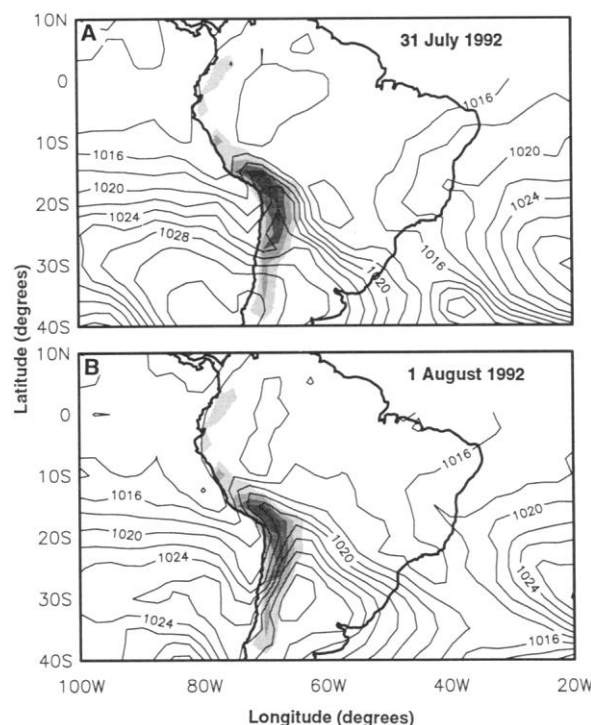 10N
0
10S
20S
30S
40S
A
31 July 1992
1016
1020
1024
1028
1016
1020
1024
1016
1020
Latitude (degrees)
10N
0
10S
20S
30S
40S
B
1 August 1992
1016
1020
1024
1024
1016
1020
1020
1024
1016
100W
80W
60W
40W
20W
Longitude (degrees)